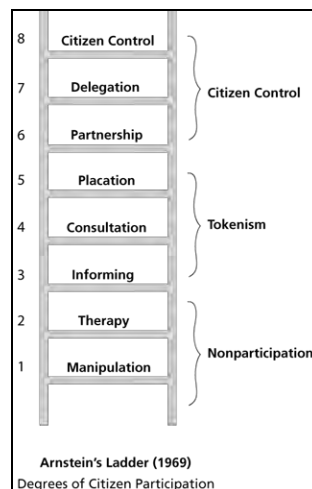 8 Citizen Control
7 Delegation
Citizen Control
6 Partnership
5 Placation
4 Consultation
Tokenism
3 Informing
2 Therapy
Nonparticipation
1 Manipulation
Arnstein's Ladder (1969)
Degrees of Citizen Participation